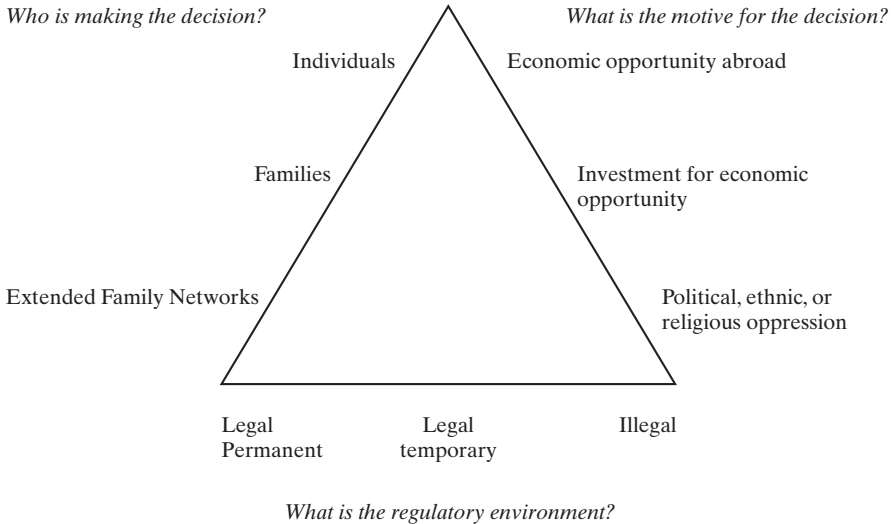 Who is making the decision?
What is the motive for the decision?
Individuals
Economic opportunity abroad
Families
Investment for economic
opportunity
Extended Family Networks
Political, ethnic, or
religious oppression
Legal
Permanent
Legal
temporary
Illegal
What is the regulatory environment?